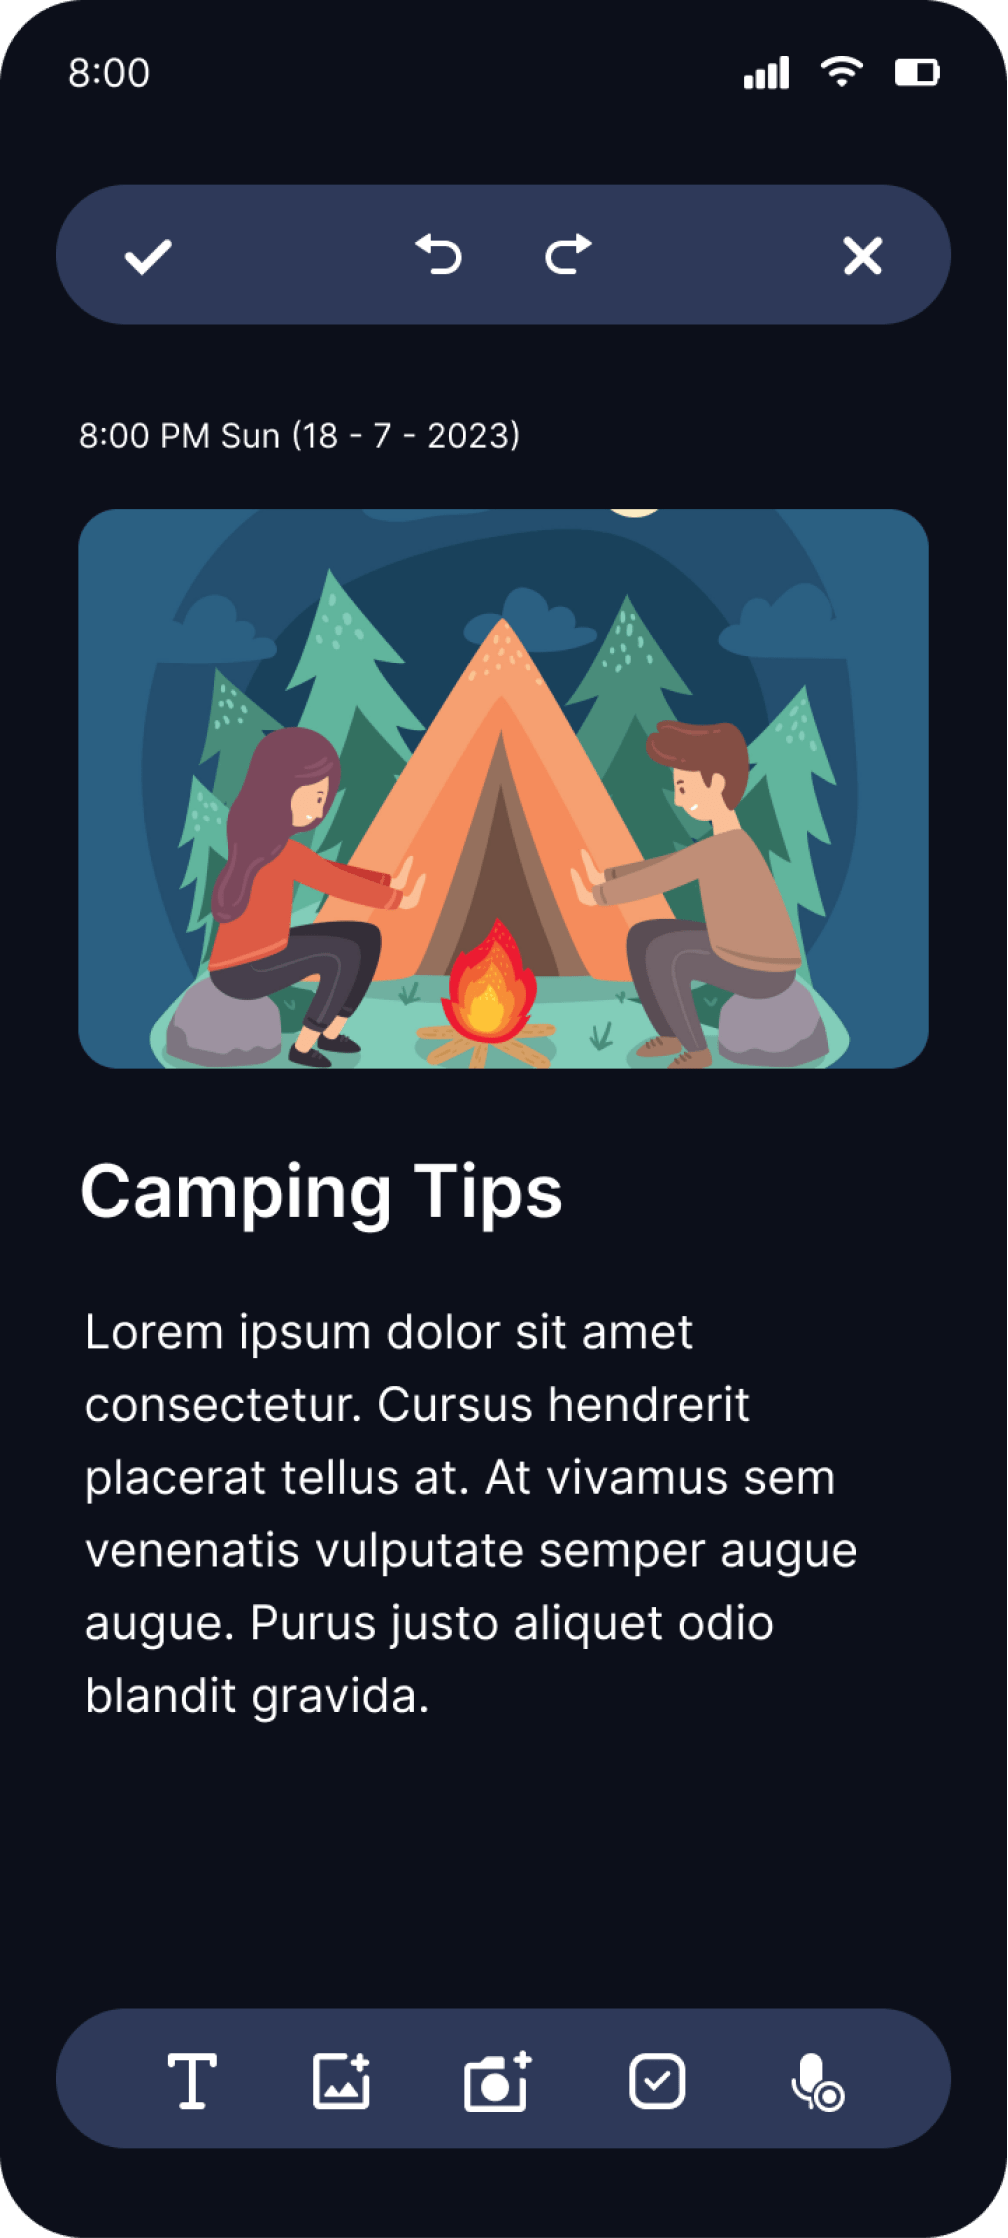 8:00
8:00 PM Sun (18 - 7 - 2023)
Camping Tips
Lorem ipsum dolor sit amet
consectetur. Cursus hendrerit
placerat tellus at. At vivamus sem
venenatis vulputate semper augue
augue. Purus justo aliquet odio
blandit gravida.
T